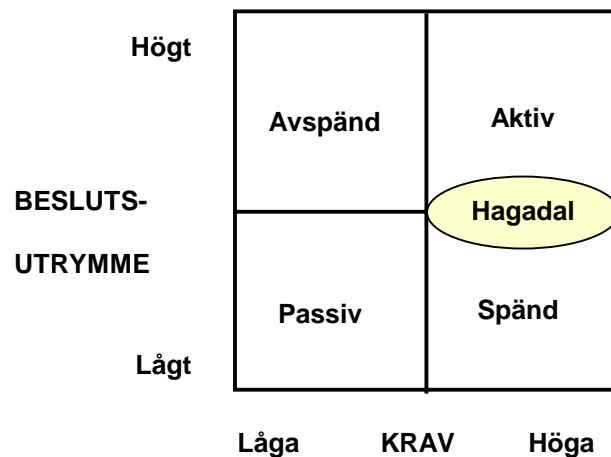 Högt
Avspänd
Aktiv
BESLUTS-
UTRYMME
Hagadal
Passiv
Spänd
Lågt
Låga KRAV Höga